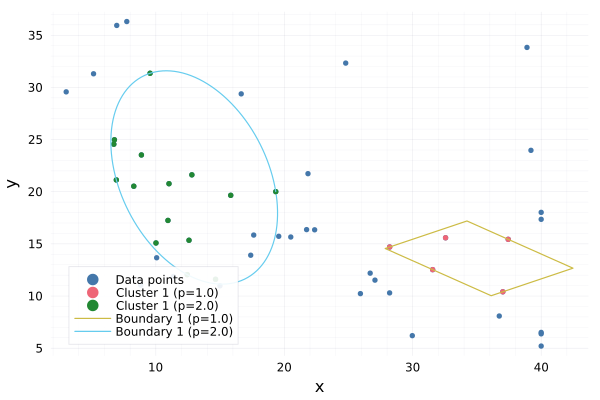 35
30
25
20
15
10
5
y
Data points
Cluster 1 (p=1.0)
Cluster 1 (p=2.0)
Boundary 1 (p=1.0)
Boundary 1 (p=2.0)
10 20 30 40
x